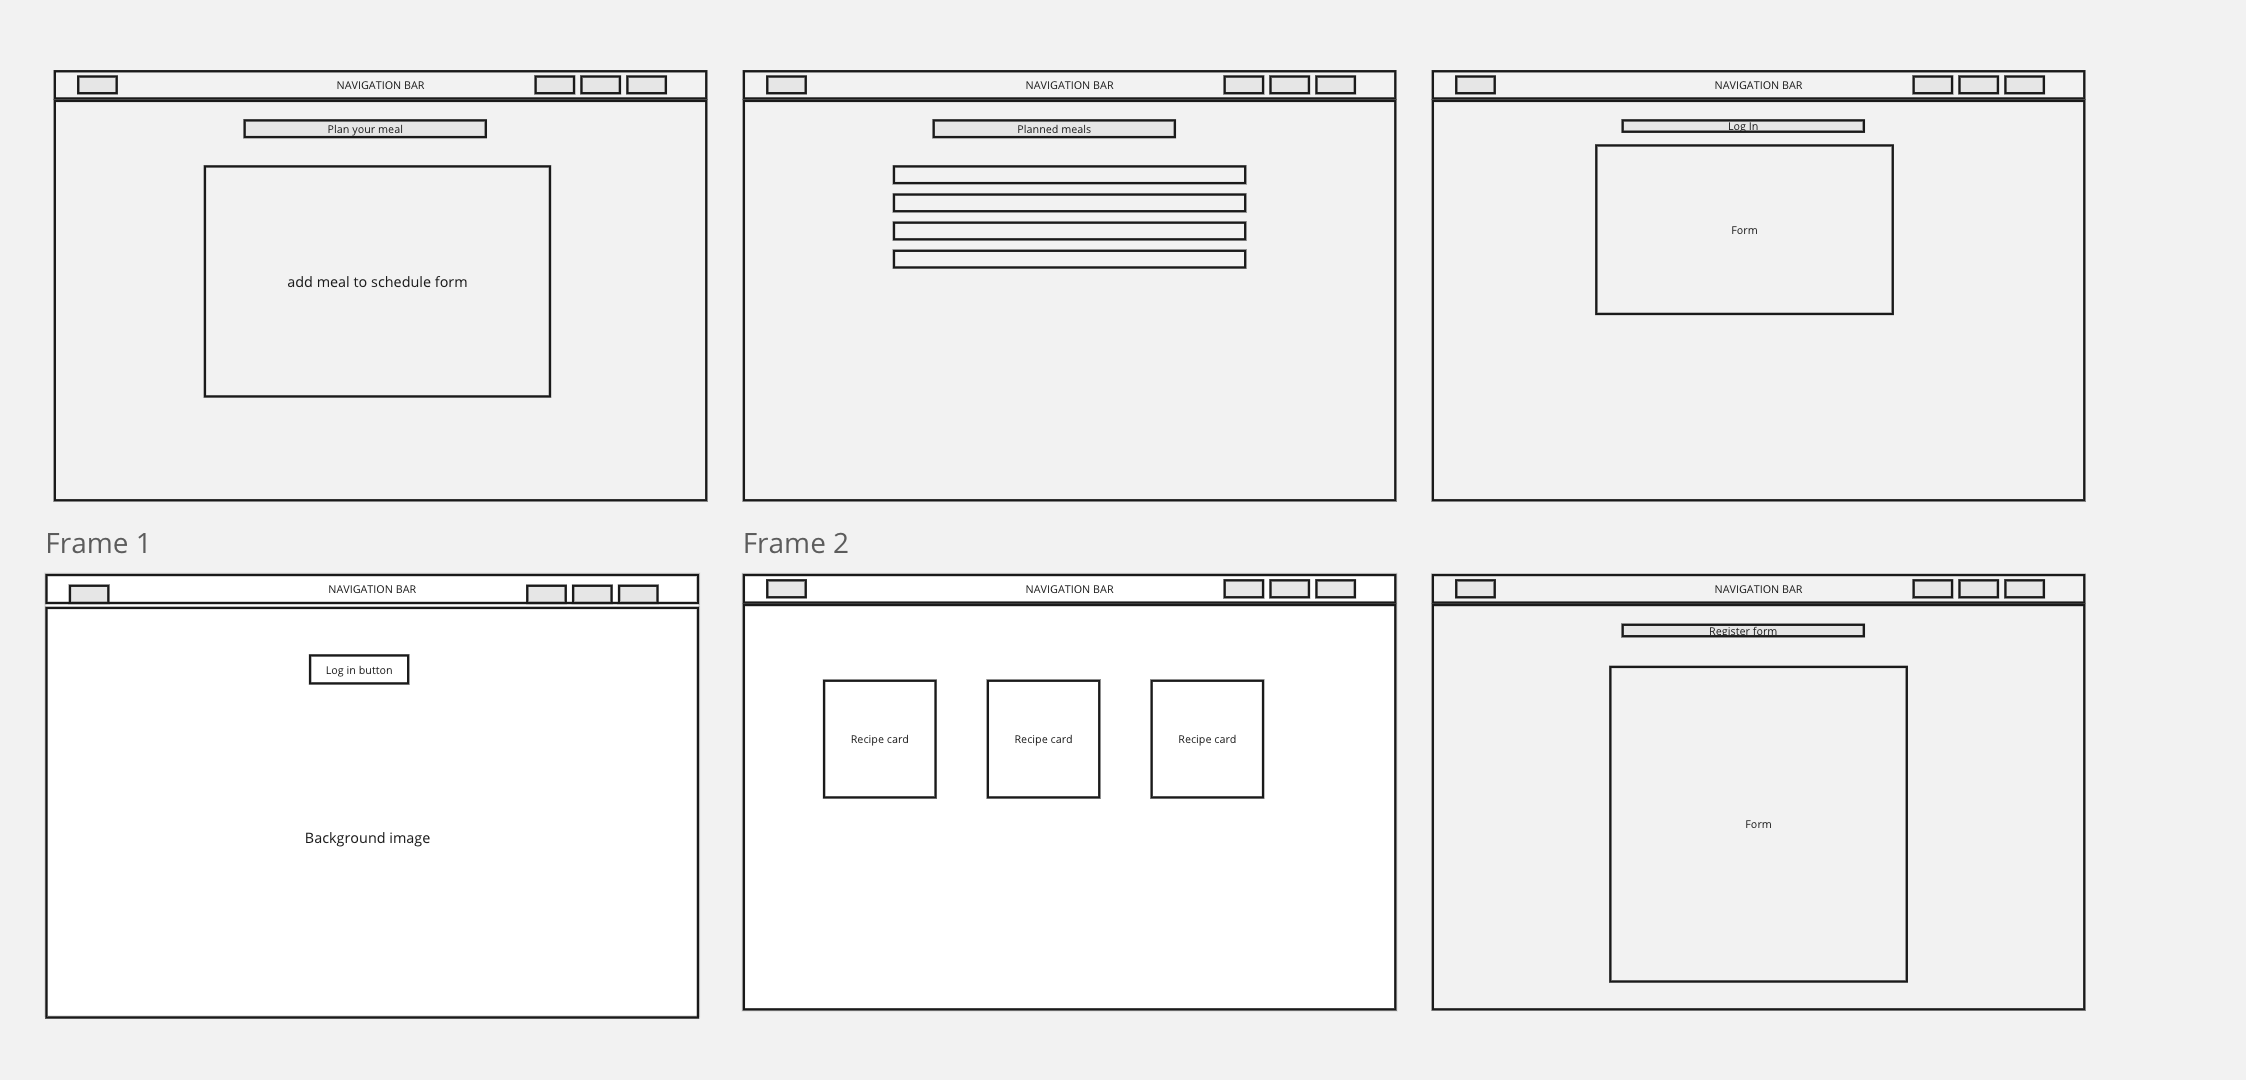 NAVIGATION BAR
Plan your meal
add meal to schedule form
NAVIGATION BAR
Planned meals
NAVIGATION BAR
Log In
Form
Frame 1
NAVIGATION BAR
Log in button
Background image
Frame 2
NAVIGATION BAR
Recipe card
Recipe card
Recipe card
NAVIGATION BAR
Register form
Form